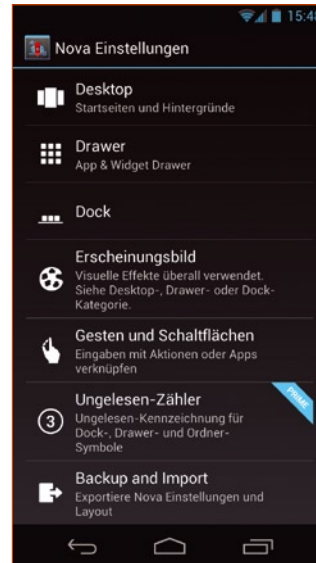 15:48
Nova Einstellungen
Desktop
Startseiten und Hintergründe
Drawer
App & Widget Drawer
Dock
Erscheinungsbild
Visuelle Effekte überall verwendet.
Siehe Desktop-, Drawer- oder Dock-
Kategorie.
Gesten und Schaltflächen
Eingaben mit Aktionen oder Apps
verknüpfen
PRIME
Ungelesen-Zähler
3
Ungelesen-Kennzeichnung für
Dock-, Drawer- und Ordner-
Symbole
Backup and Import
Exportiere Nova Einstellungen und
Layout